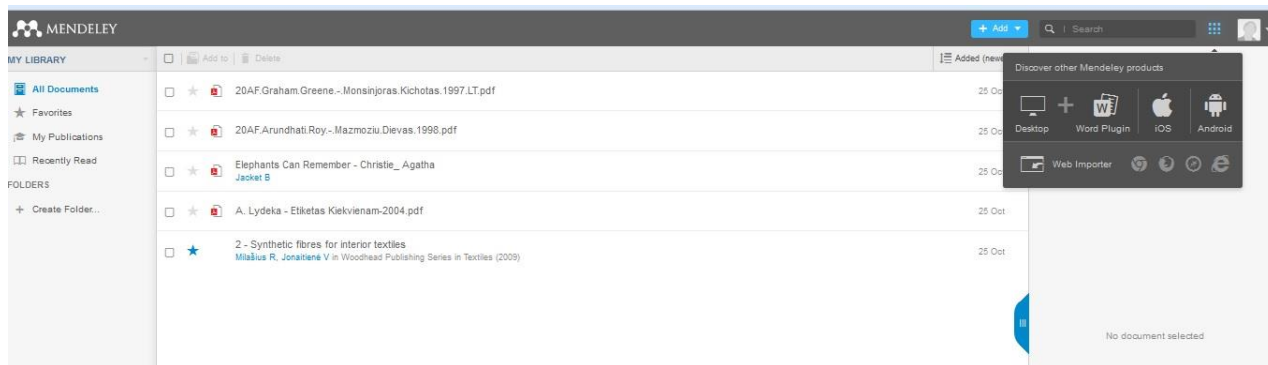 MENDELEY
+ Add
Search
MY LIBRARY
Add to
Delete
Added (newe
All Documents
Favorites
My Publications
Recently Read
FOLDERS
+ Create Folder...
20AF.Graham.Greene.-.Monsinjoras.Kichotas.1997.LT.pdf
25 Oc
20AF.Arundhati.Roy.-.Mazmoziu.Dievas.1998.pdf
25 Oc
Elephants Can Remember - Christie_ Agatha
Jacket B
25 Oc
A. Lydeka - Etiketas Kiekvienam-2004.pdf
25 Oct
2 - Synthetic fibres for interior textiles
Milašius R, Jonaitienė V in Woodhead Publishing Series in Textiles (2009)
25 Oct
Discover other Mendeley products
W
Desktop
Word Plugin
iOS
Android
Web Importer
No document selected